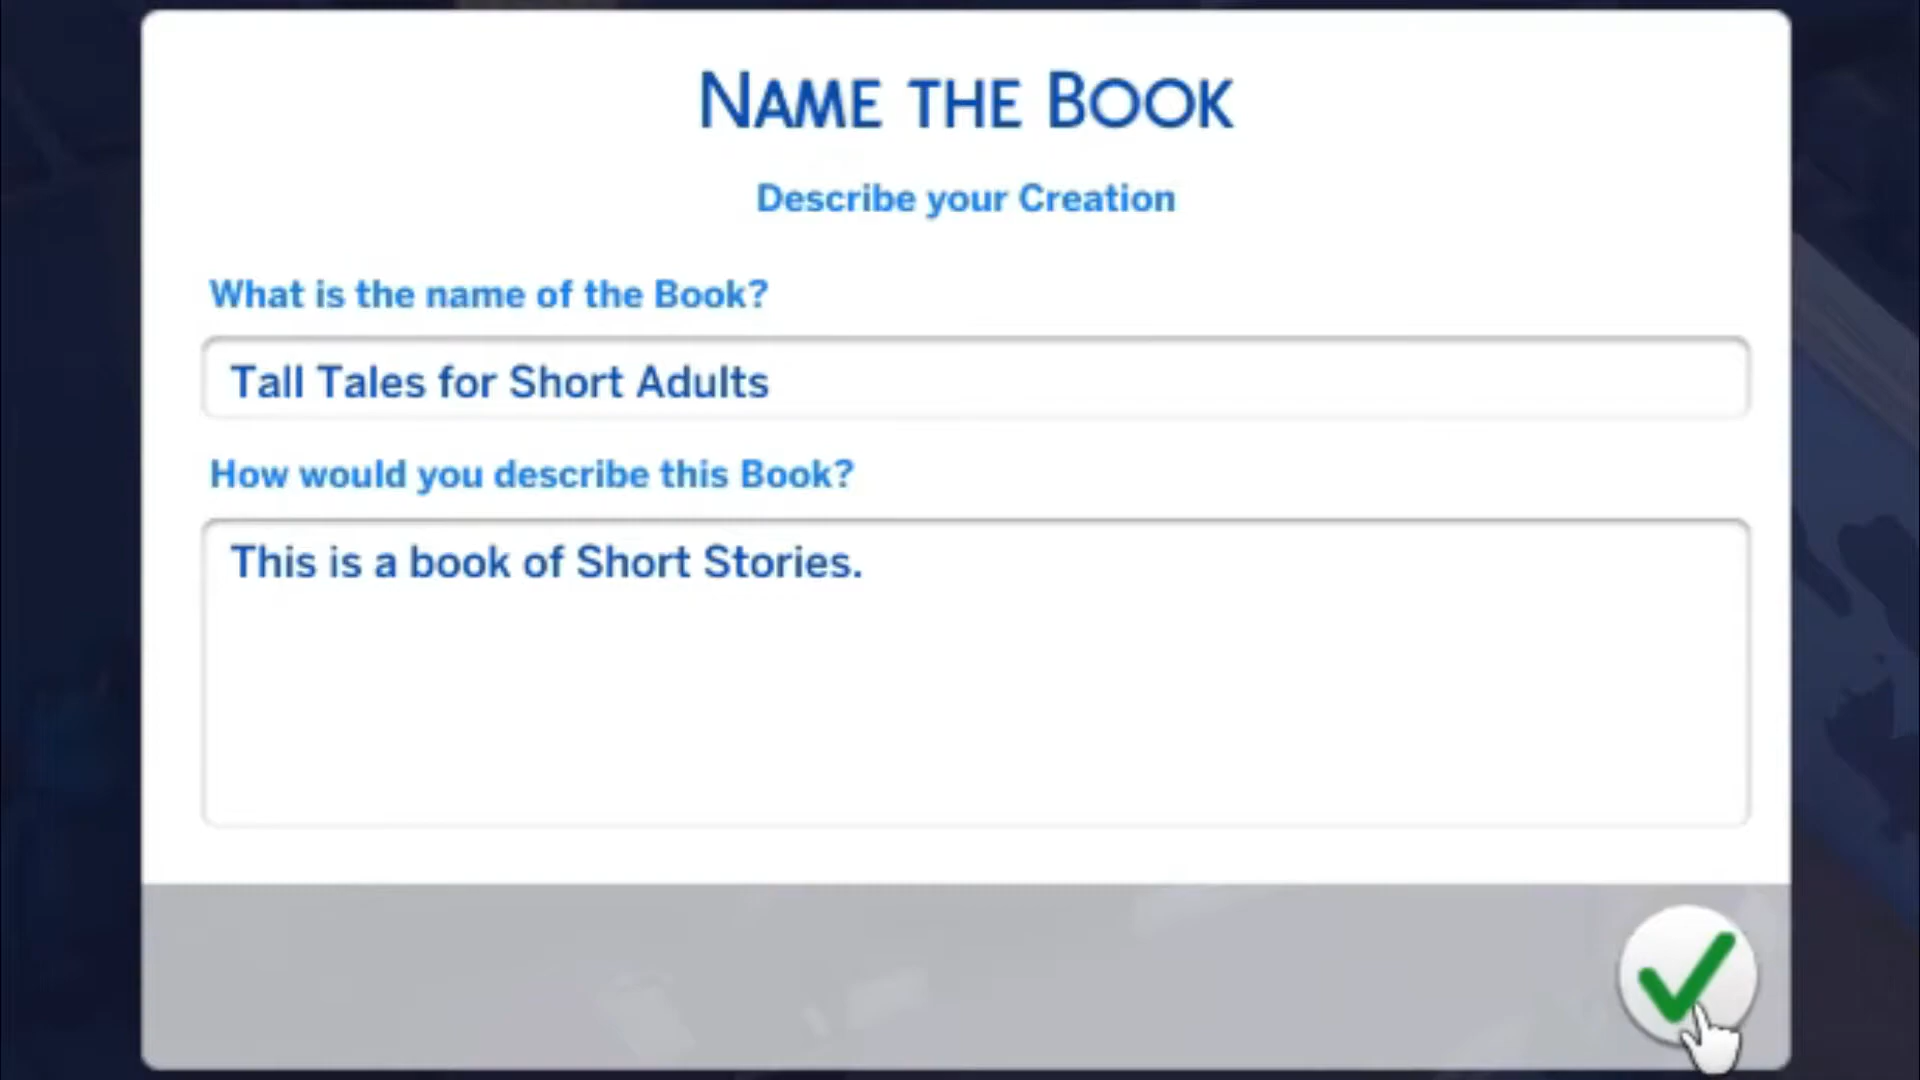 NAME THE BOOK
Describe your Creation
What is the name of the Book?
Tall Tales for Short Adults
How would you describe this Book?
This is a book of Short Stories.